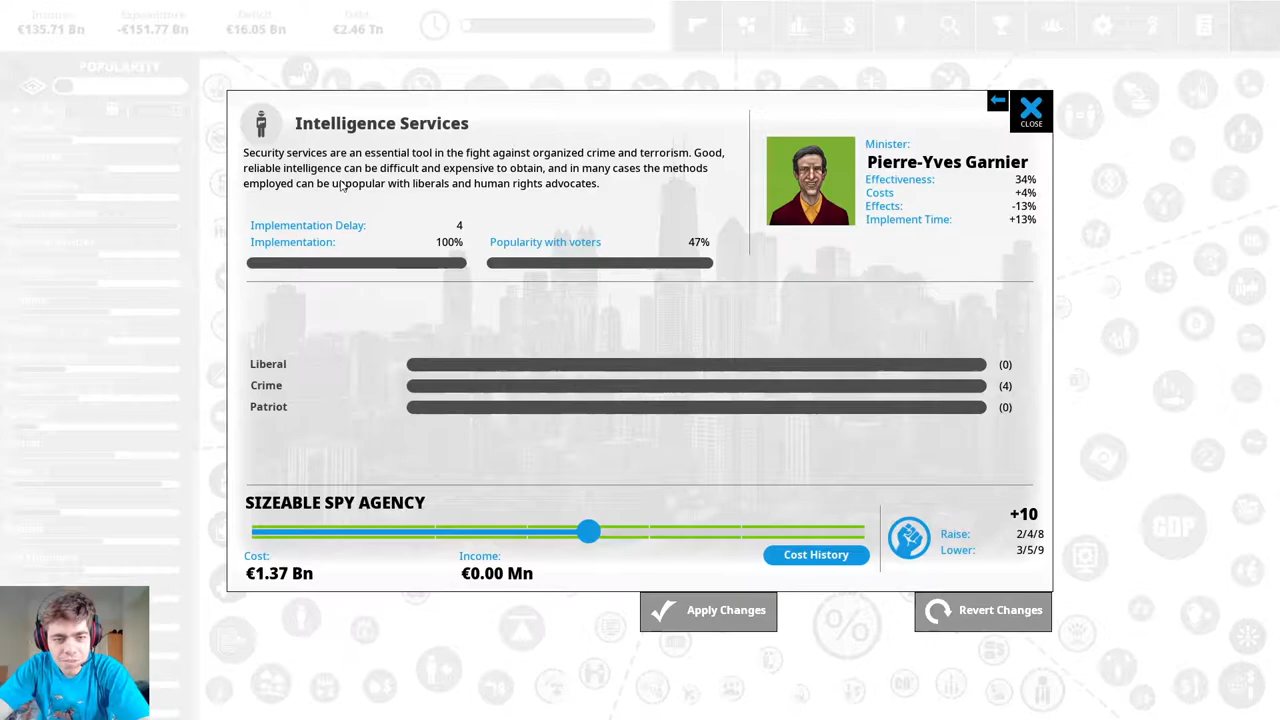 €135.71 Bn
-€151.77 Bn
€16.05 Bn
€2.46 Tn
POPULARITY
CLOSE
Intelligence Services
Security services are an essential tool in the fight against organized crime and terrorism. Good,
reliable intelligence can be difficult and expensive to obtain, and in many cases the methods
employed can be unpopular with liberals and human rights advocates.
Minister:
Pierre-Yves Garnier
Effectiveness: 34%
Costs +4%
Effects: -13%
Implement Time: +13%
Implementation Delay: 4
Implementation: 100%
Popularity with voters 47%
Liberal (0)
Crime (4)
Patriot (0)
SIZEABLE SPY AGENCY
Cost:
€1.37 Bn
Income:
€0.00 Mn
Cost History
+10
Raise: 2/4/8
Lower: 3/5/9
Apply Changes
Revert Changes
GDP